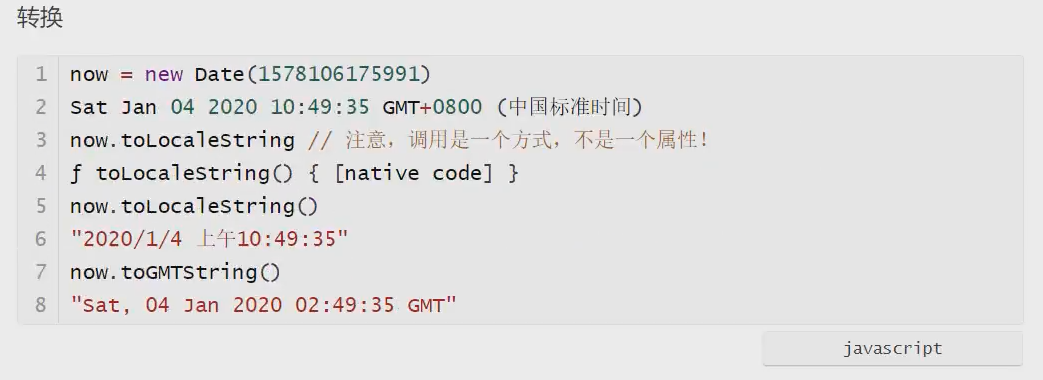 转换
1 now = new Date(1578106175991)
2 Sat Jan 04 2020 10:49:35 GMT+0800 (中国标准时间)
3 now.toLocaleString // 注意，调用是一个方式，不是一个属性！
4 ƒ toLocaleString() { [native code] }
5 now.toLocaleString()
6 "2020/1/4 上午10:49:35"
7 now.toGMTString()
8 "Sat, 04 Jan 2020 02:49:35 GMT"
javascript